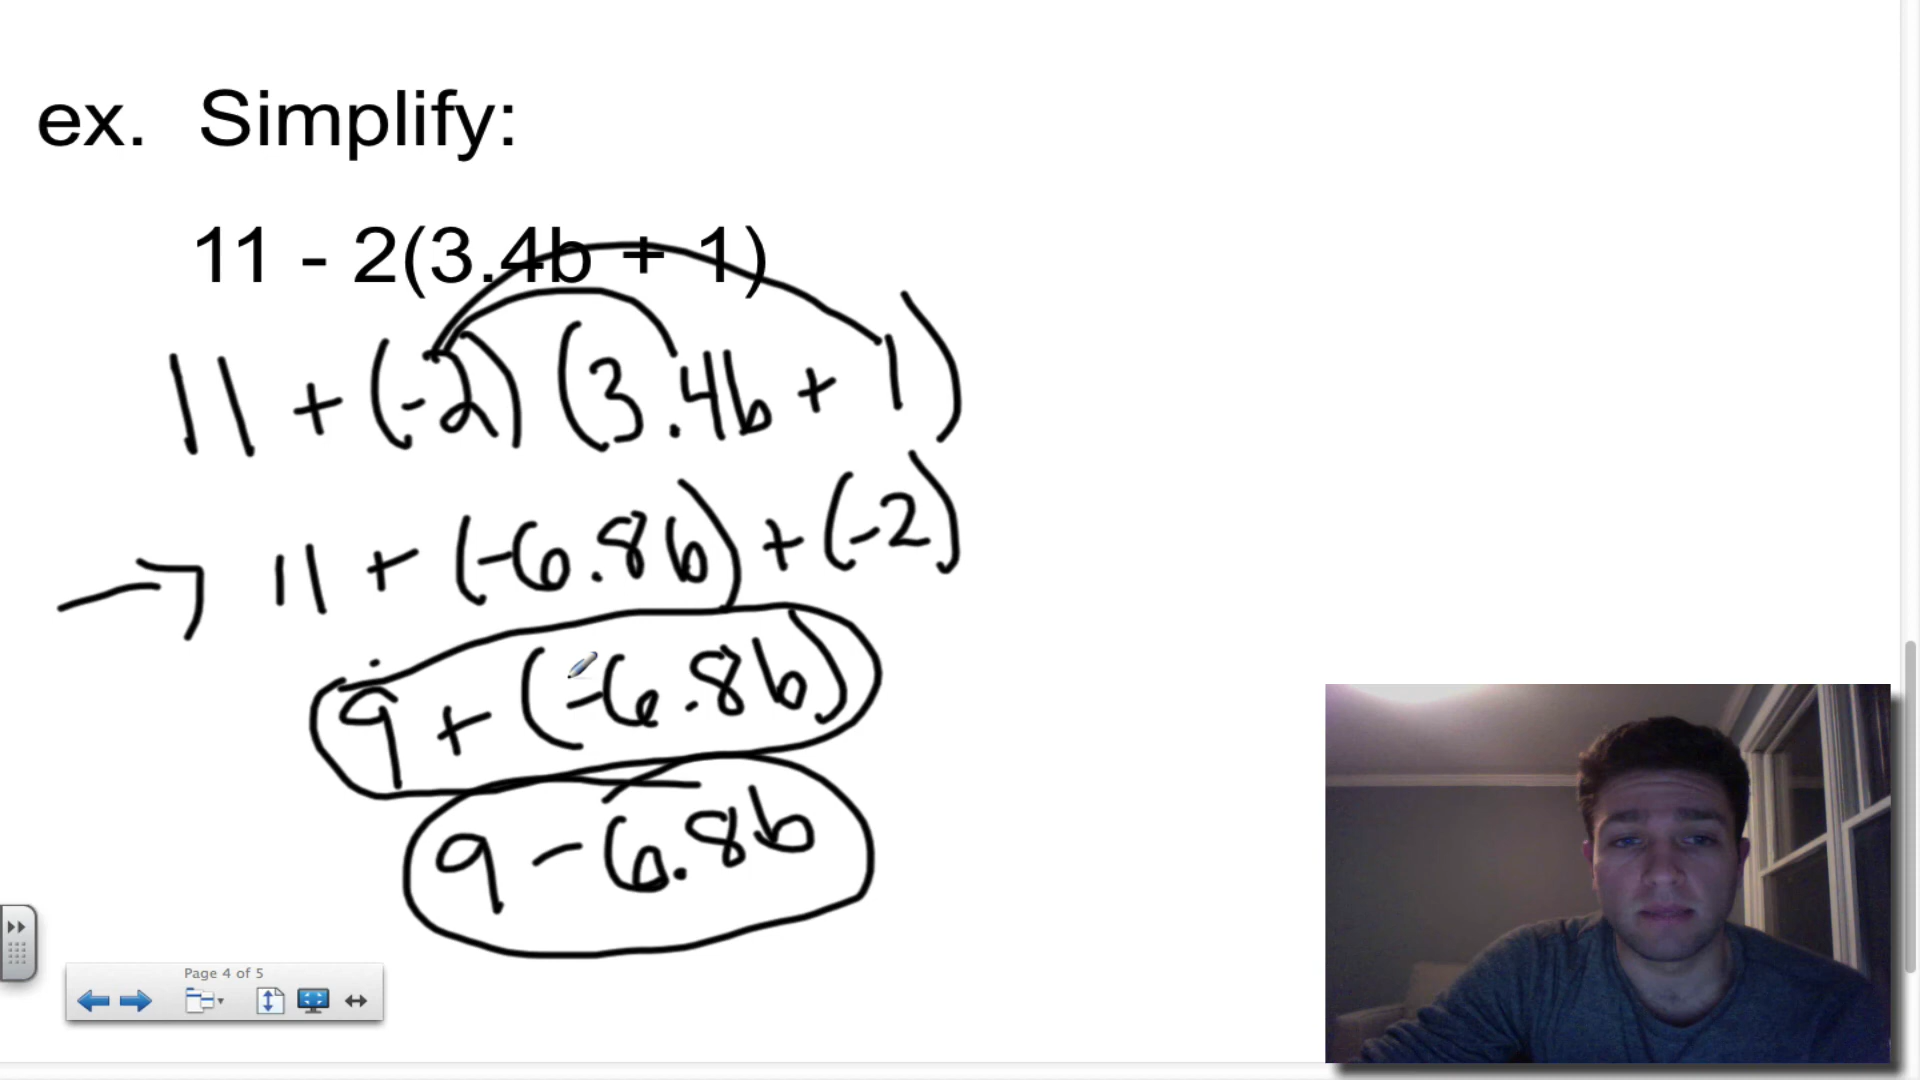 ex. Simplify:
11 - 2(3.4b + 1)
11 + (-2) (3.4b + 1)
→ 11 + (-6.8b) + (-2)
9 + (-6.8b)
9 - 6.8b
Page 4 of 5